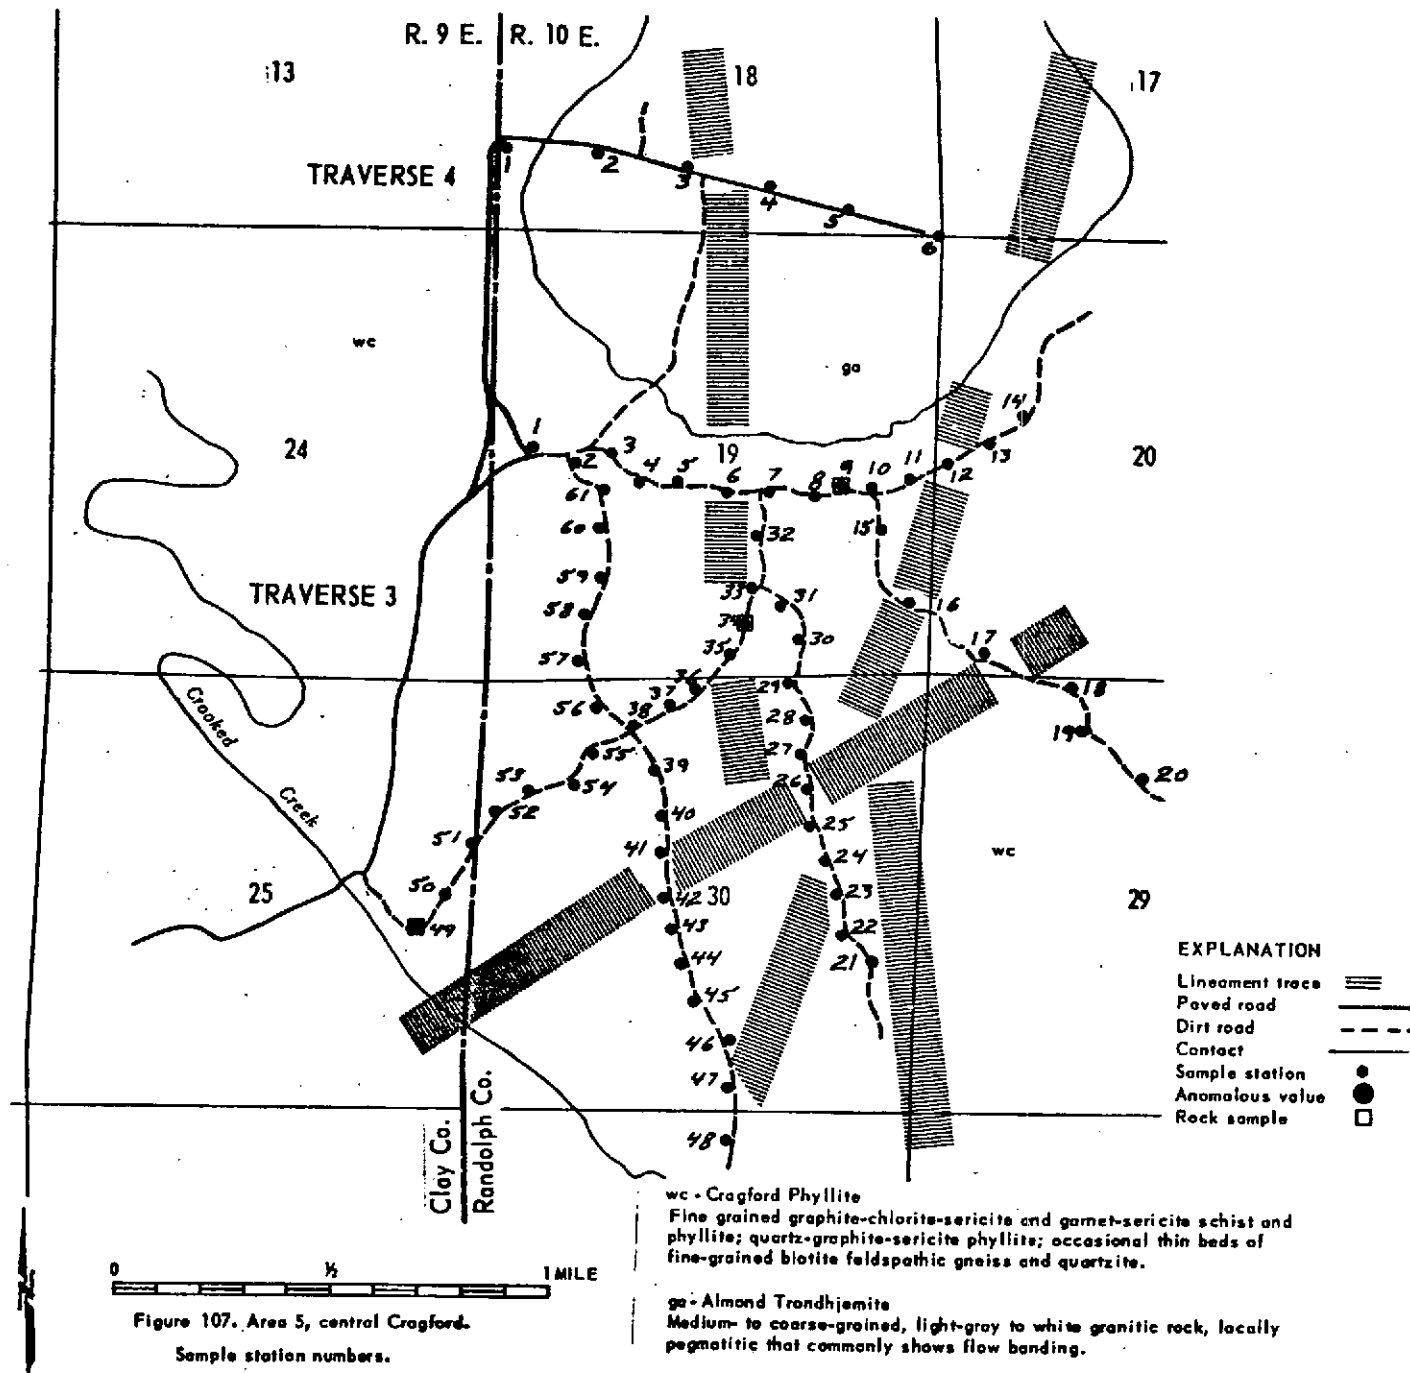 R. 9 E. R. 10 E.
13
18
17
TRAVERSE 4
1
2
3
4
5
6
wc
ga
24
19
20
1
2
3
4
5
6
7
8
9
10
11
12
13
14
61
60
59
58
57
56
32
33
34
35
36
37
38
31
30
29
28
27
26
25
24
23
22
21
15
16
17
18
19
20
TRAVERSE 3
Crooked
Creek
55
54
53
52
51
50
49
39
40
41
42
43
44
45
46
47
48
25
30
29
wc
EXPLANATION
Lineament trace
Paved road
Dirt road
Contact
Sample station
Anomalous value
Rock sample
Clay Co.
Randolph Co.
0 ½ 1 MILE
Figure 107. Area 5, central Cragford.
Sample station numbers.
wc - Cragford Phyllite
Fine grained graphite-chlorite-sericite and garnet-sericite schist and
phyllite; quartz-graphite-sericite phyllite; occasional thin beds of
fine-grained biotite feldspathic gneiss and quartzite.
ga - Almond Trondhjemite
Medium- to coarse-grained, light-gray to white granitic rock, locally
pegmatitic that commonly shows flow banding.